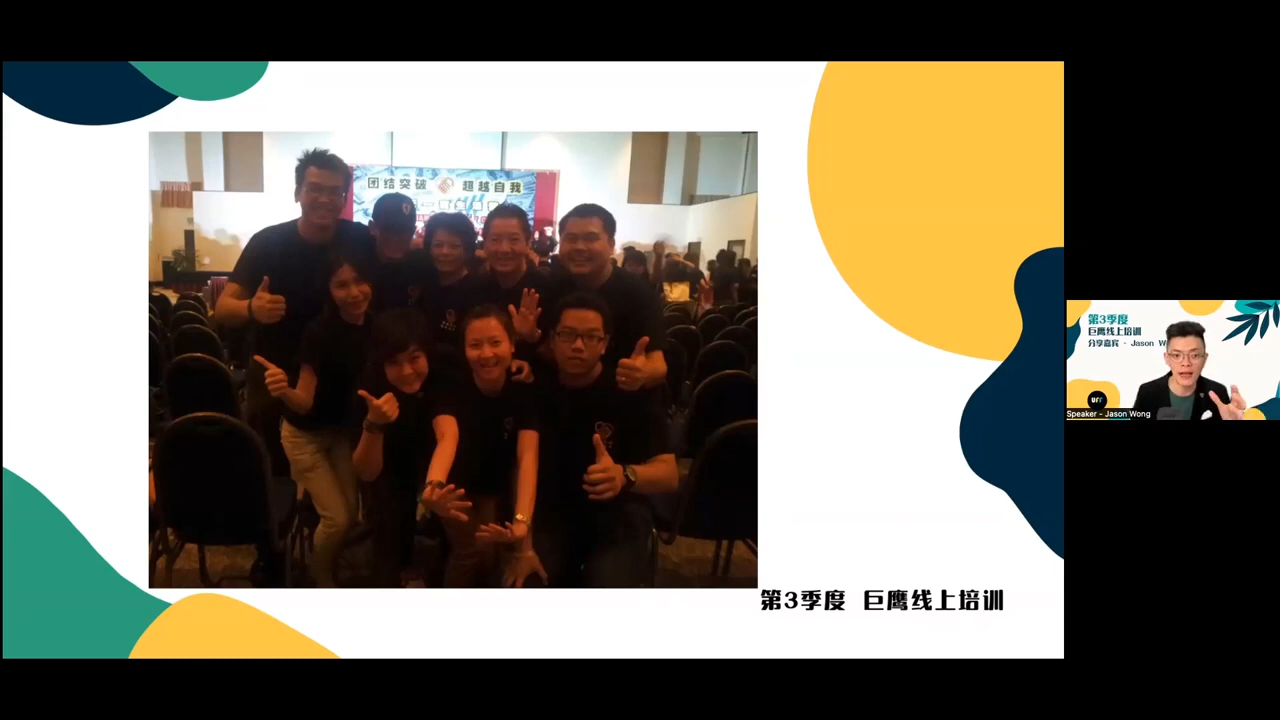 团结突破 超越自我
第3季度 巨鹰线上培训
第3季度
巨鹰线上培训
分享嘉宾 - Jason W
Speaker - Jason Wong